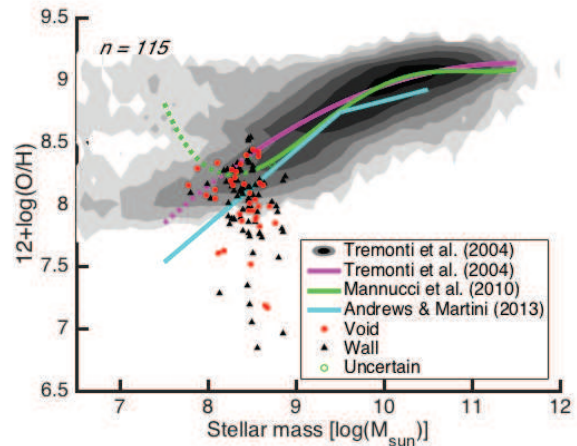 9.5
n = 115
9
8.5
8
7.5
7
6.5
12+log(O/H)
Tremonti et al. (2004)
Tremonti et al. (2004)
Mannucci et al. (2010)
Andrews & Martini (2013)
Void
Wall
Uncertain
7 8 9 10 11 12
Stellar mass [log(M_sun)]